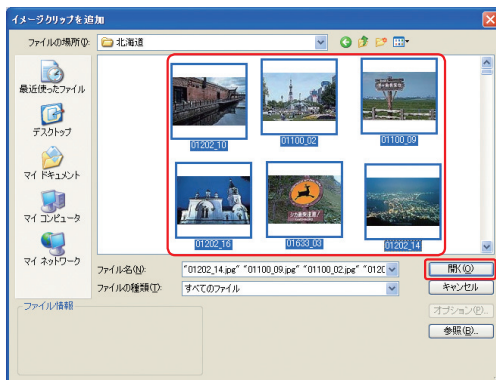 イメージクリップを追加
ファイルの場所(I):
北海道
最近使ったファイル
デスクトップ
マイ ドキュメント
マイ コンピュータ
マイ ネットワーク
01202_10
01100_02
01100_09
01202_16
01633_03
01202_14
ファイル名(N):
"01202_14.jpg" "01100_09.jpg" "01100_02.jpg" "0120
開く(O)
ファイルの種類(T):
すべてのファイル
キャンセル
ファイル情報
オプション(P)...
参照(B)...